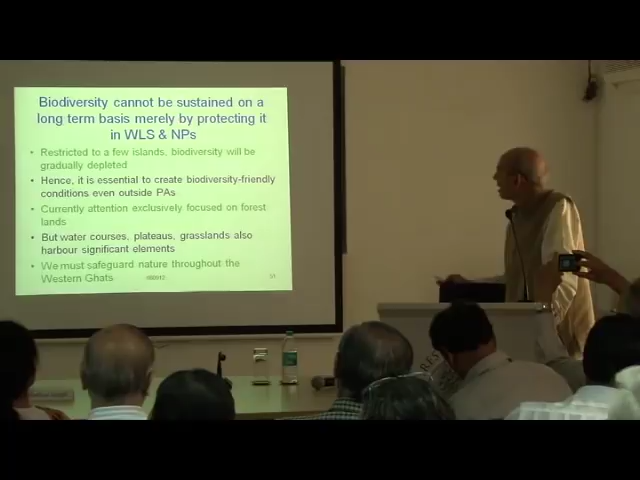 Biodiversity cannot be sustained on a
long term basis merely by protecting it
in WLS & NPs
• Restricted to a few islands, biodiversity will be
gradually depleted
• Hence, it is essential to create biodiversity-friendly
conditions even outside PAs
• Currently attention exclusively focused on forest
lands
• But water courses, plateaus, grasslands also
harbour significant elements
• We must safeguard nature throughout the
Western Ghats